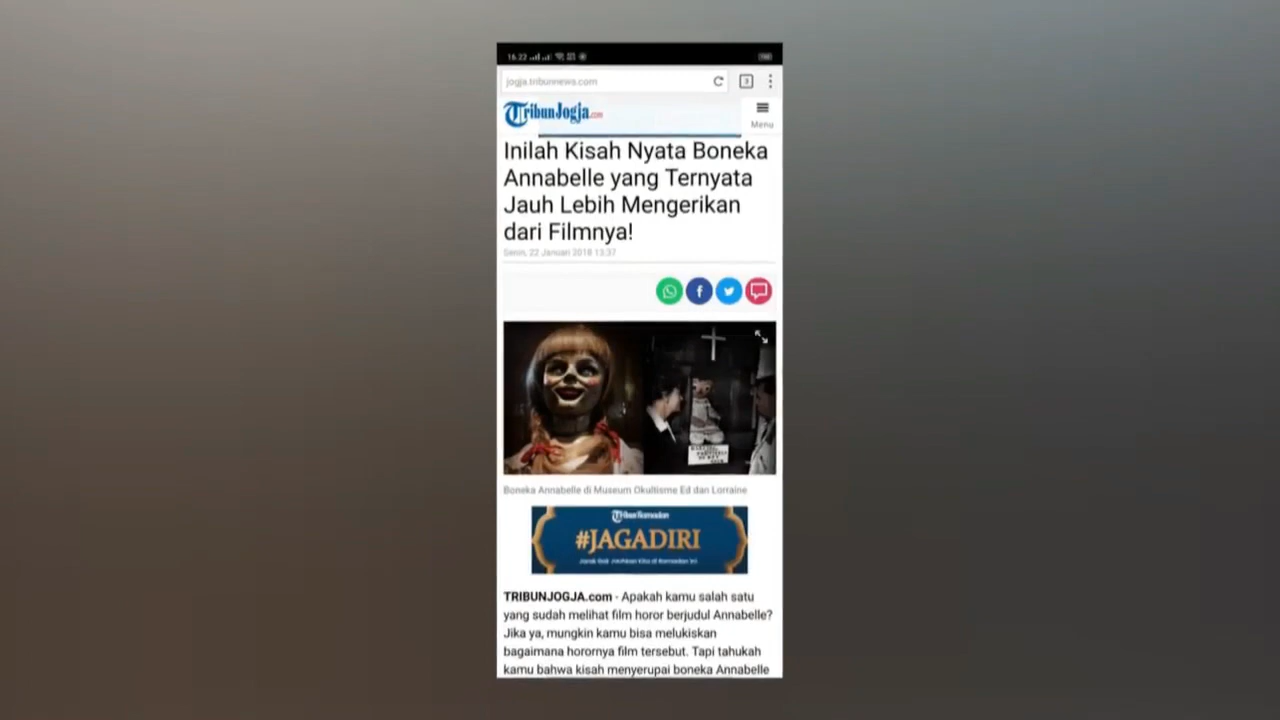 16.22
jogja.tribunnews.com
3
TribunJogja.com
Menu
Inilah Kisah Nyata Boneka
Annabelle yang Ternyata
Jauh Lebih Mengerikan
dari Filmnya!
Senin, 22 Januari 2018 13:37
Boneka Annabelle di Museum Okultisme Ed dan Lorraine
Tribun Ramadan
#JAGADIRI
TRIBUNJOGJA.com - Apakah kamu salah satu
yang sudah melihat film horor berjudul Annabelle?
Jika ya, mungkin kamu bisa melukiskan
bagaimana horornya film tersebut. Tapi tahukah
kamu bahwa kisah menyerupai boneka Annabelle